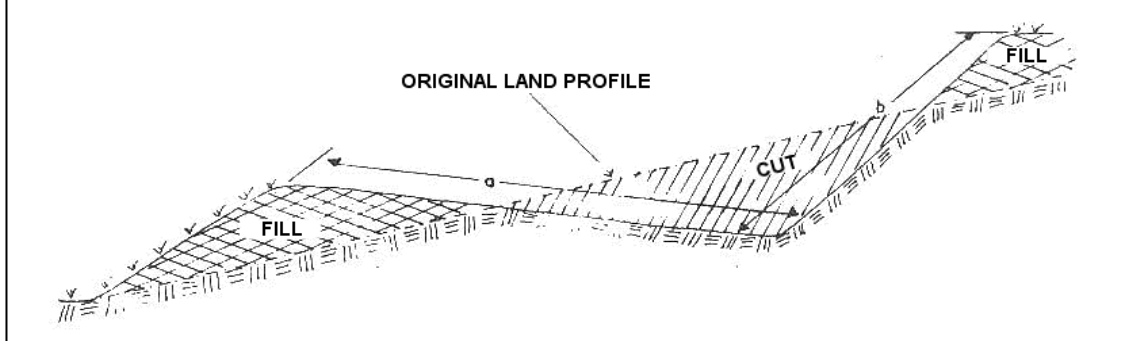 FILL
ORIGINAL LAND PROFILE
b
CUT
a
FILL